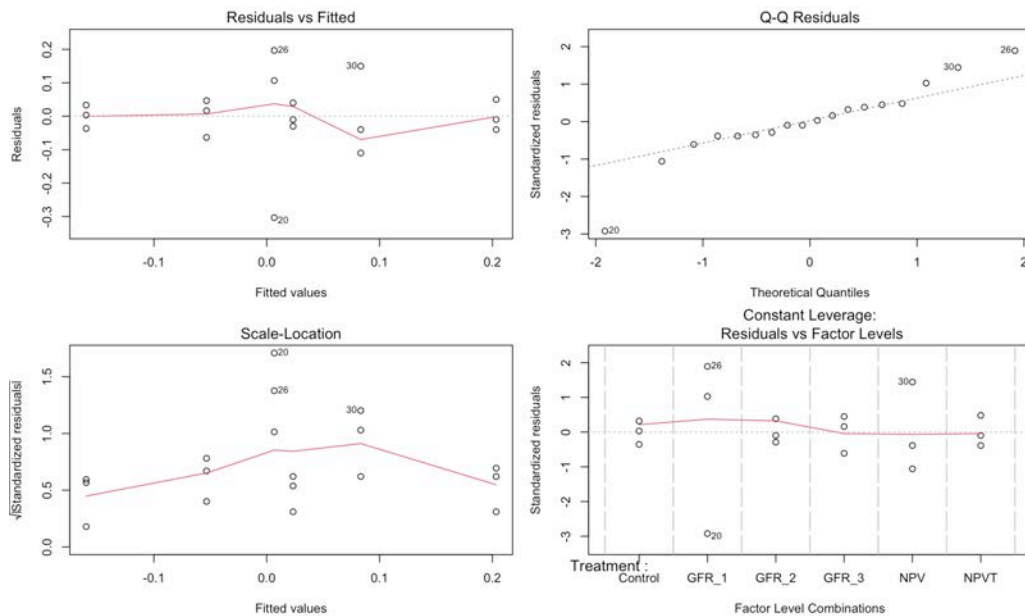 Residuals vs Fitted
Residuals
0.2
0.1
0.0
-0.1
-0.2
-0.3
26
30
20
-0.1
0.0
0.1
0.2
Fitted values
Q-Q Residuals
Standardized residuals
2
1
0
-1
-2
-3
26
30
20
-2
-1
0
1
2
Theoretical Quantiles
Scale-Location
√|Standardized residuals|
1.5
1.0
0.5
0.0
20
26
30
-0.1
0.0
0.1
0.2
Fitted values
Constant Leverage:
Residuals vs Factor Levels
Standardized residuals
2
1
0
-1
-2
-3
26
30
20
Treatment :
Control
GFR_1
GFR_2
GFR_3
NPV
NPVT
Factor Level Combinations